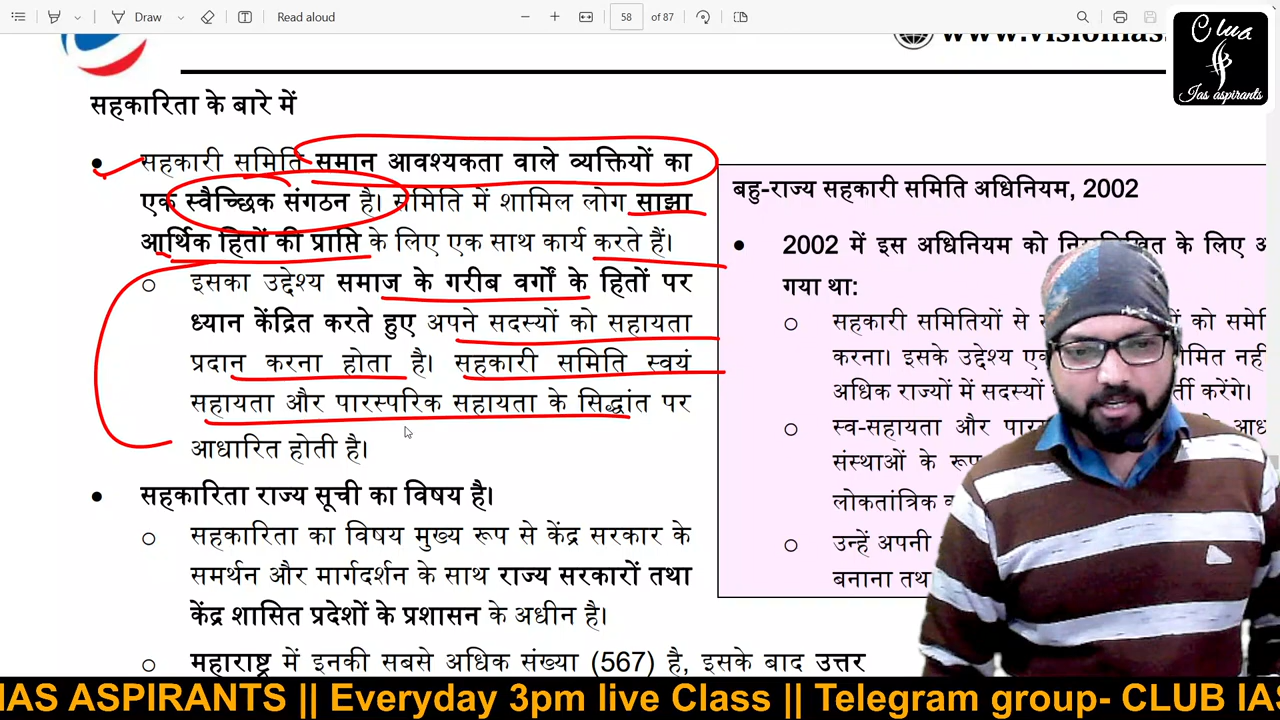 Draw
Read aloud
58
of 87
Clua
Ias aspirants
www.visionias
सहकारिता के बारे में
सहकारी समिति समान आवश्यकता वाले व्यक्तियों का
एक स्वैच्छिक संगठन है। समिति में शामिल लोग साझा
आर्थिक हितों की प्राप्ति के लिए एक साथ कार्य करते हैं।
इसका उद्देश्य समाज के गरीब वर्गों के हितों पर
ध्यान केंद्रित करते हुए अपने सदस्यों को सहायता
प्रदान करना होता है। सहकारी समिति स्वयं
सहायता और पारस्परिक सहायता के सिद्धांत पर
आधारित होती है।
सहकारिता राज्य सूची का विषय है।
सहकारिता का विषय मुख्य रूप से केंद्र सरकार के
समर्थन और मार्गदर्शन के साथ राज्य सरकारों तथा
केंद्र शासित प्रदेशों के प्रशासन के अधीन है।
महाराष्ट्र में इनकी सबसे अधिक संख्या (567) है, इसके बाद उत्तर
बहु-राज्य सहकारी समिति अधिनियम, 2002
2002 में इस अधिनियम को के लिए
गया था:
सहकारी समितियों से को
करना। इसके उद्देश्य नहीं
अधिक राज्यों में सदस्यों करेंगे।
स्व-सहायता और
संस्थाओं के रूप
लोकतांत्रिक
उन्हें अपनी
बनाना तथा
IAS ASPIRANTS || Everyday 3pm live Class || Telegram group- CLUB IAS